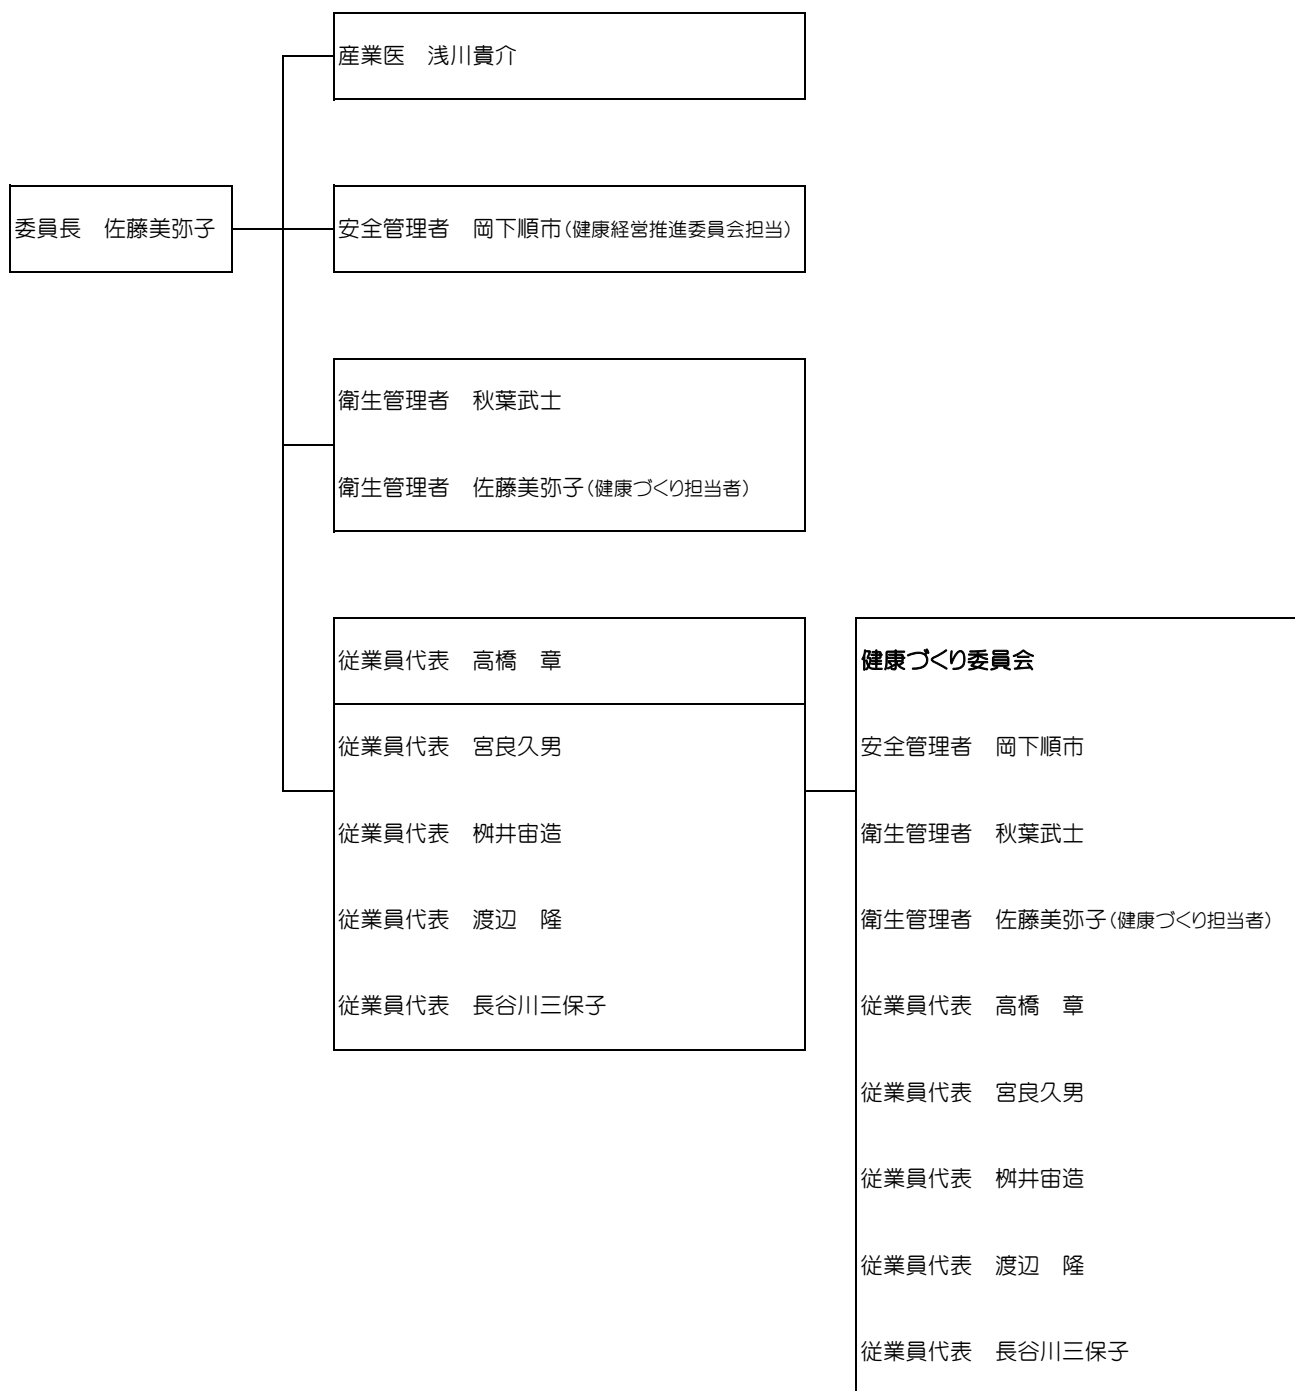 産業医　浅川貴介
委員長　佐藤美弥子
安全管理者　岡下順市(健康経営推進委員会担当)
衛生管理者　秋葉武士
衛生管理者　佐藤美弥子(健康づくり担当者)
従業員代表　高橋　章
従業員代表　宮良久男
従業員代表　桝井宙造
従業員代表　渡辺　隆
従業員代表　長谷川三保子
健康づくり委員会
安全管理者　岡下順市
衛生管理者　秋葉武士
衛生管理者　佐藤美弥子(健康づくり担当者)
従業員代表　高橋　章
従業員代表　宮良久男
従業員代表　桝井宙造
従業員代表　渡辺　隆
従業員代表　長谷川三保子